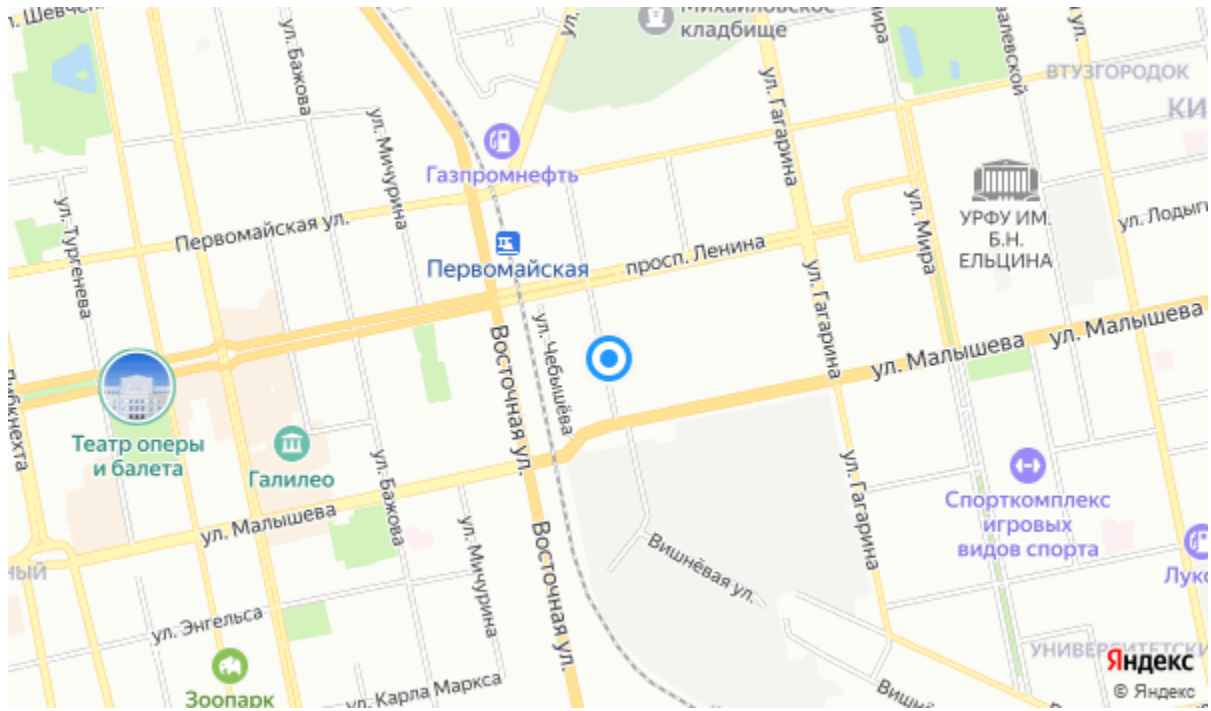 Михайловское
кладбище
ул. Бажова
ул. Мичурина
ул. Гагарина
ВТУЗГОРОДОК
Газпромнефть
ул. Тургенева
Первомайская ул.
УРФУ ИМ.
Б.Н.
ЕЛЬЦИНА
ул. Мира
Первомайская
просп. Ленина
ул. Гагарина
Восточная ул.
ул. Чебышёва
ул. Малышева
ул. Малышева
Театр оперы
и балета
Галилео
ул. Бажова
ул. Малышева
ул. Мичурина
Восточная ул.
ул. Гагарина
Спорткомплекс
игровых
видов спорта
Вишнёвая ул.
ул. Энгельса
Зоопарк
ул. Карла Маркса
Яндекс
© Яндекс